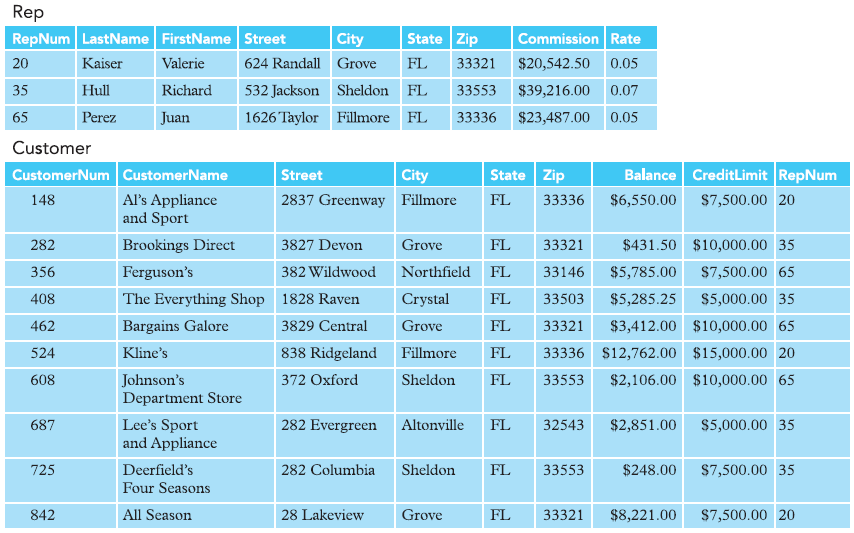 Rep
RepNum LastName FirstName Street City State Zip Commission Rate
20 Kaiser Valerie 624 Randall Grove FL 33321 $20,542.50 0.05
35 Hull Richard 532 Jackson Sheldon FL 33553 $39,216.00 0.07
65 Perez Juan 1626 Taylor Fillmore FL 33336 $23,487.00 0.05
Customer
CustomerNum CustomerName Street City State Zip Balance CreditLimit RepNum
148 Al's Appliance 2837 Greenway Fillmore FL 33336 $6,550.00 $7,500.00 20
and Sport
282 Brookings Direct 3827 Devon Grove FL 33321 $431.50 $10,000.00 35
356 Ferguson's 382 Wildwood Northfield FL 33146 $5,785.00 $7,500.00 65
408 The Everything Shop 1828 Raven Crystal FL 33503 $5,285.25 $5,000.00 35
462 Bargains Galore 3829 Central Grove FL 33321 $3,412.00 $10,000.00 65
524 Kline's 838 Ridgeland Fillmore FL 33336 $12,762.00 $15,000.00 20
608 Johnson's 372 Oxford Sheldon FL 33553 $2,106.00 $10,000.00 65
Department Store
687 Lee's Sport 282 Evergreen Altonville FL 32543 $2,851.00 $5,000.00 35
and Appliance
725 Deerfield's 282 Columbia Sheldon FL 33553 $248.00 $7,500.00 35
Four Seasons
842 All Season 28 Lakeview Grove FL 33321 $8,221.00 $7,500.00 20